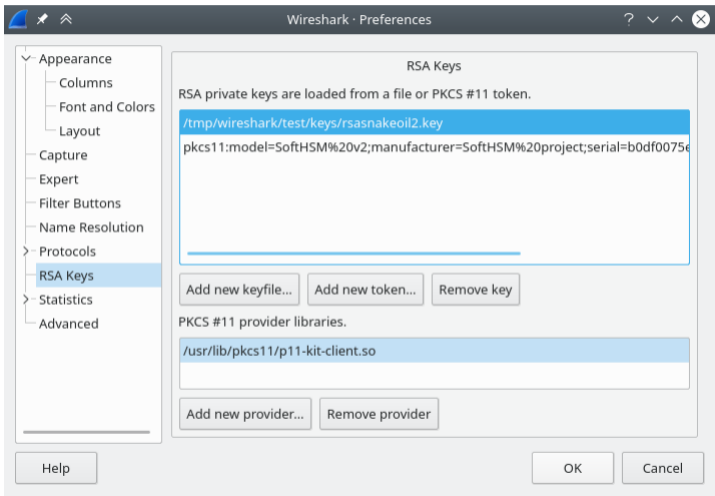 Wireshark · Preferences
Appearance
Columns
Font and Colors
Layout
Capture
Expert
Filter Buttons
Name Resolution
Protocols
RSA Keys
Statistics
Advanced
RSA Keys
RSA private keys are loaded from a file or PKCS #11 token.
/tmp/wireshark/test/keys/rsasnakeoil2.key
pkcs11:model=SoftHSM%20v2;manufacturer=SoftHSM%20project;serial=b0df0075e
Add new keyfile... Add new token... Remove key
PKCS #11 provider libraries.
/usr/lib/pkcs11/p11-kit-client.so
Add new provider... Remove provider
Help OK Cancel